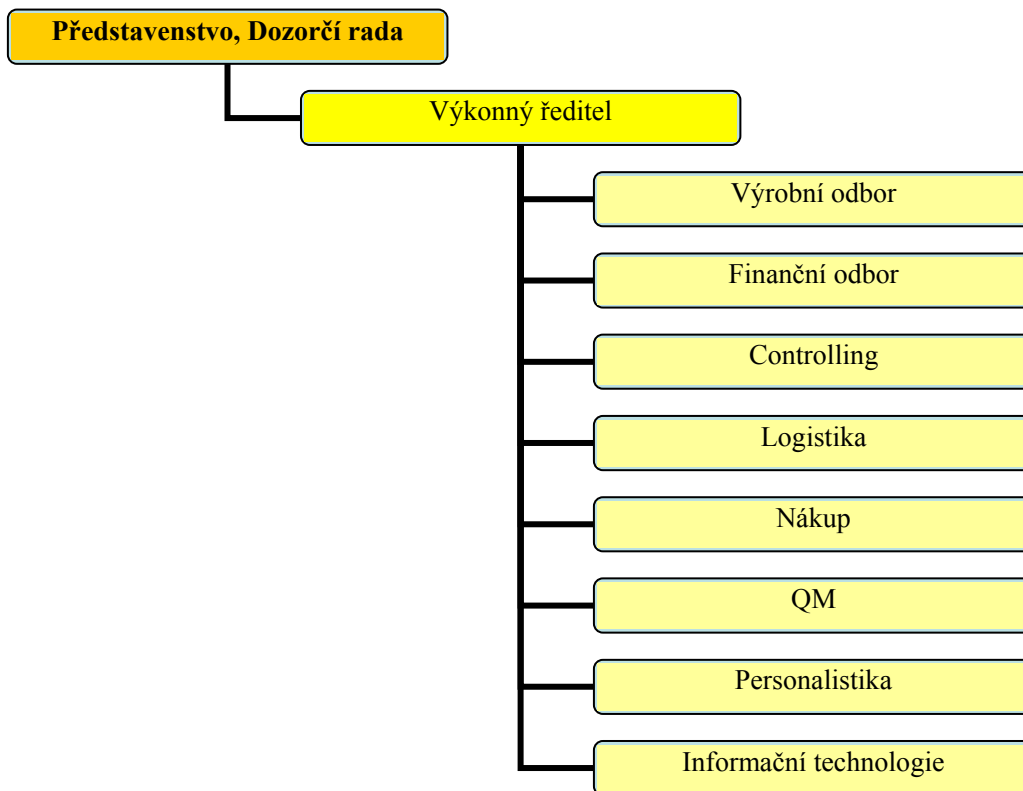 Představenstvo, Dozorčí rada
Výkonný ředitel
Výrobní odbor
Finanční odbor
Controlling
Logistika
Nákup
QM
Personalistika
Informační technologie